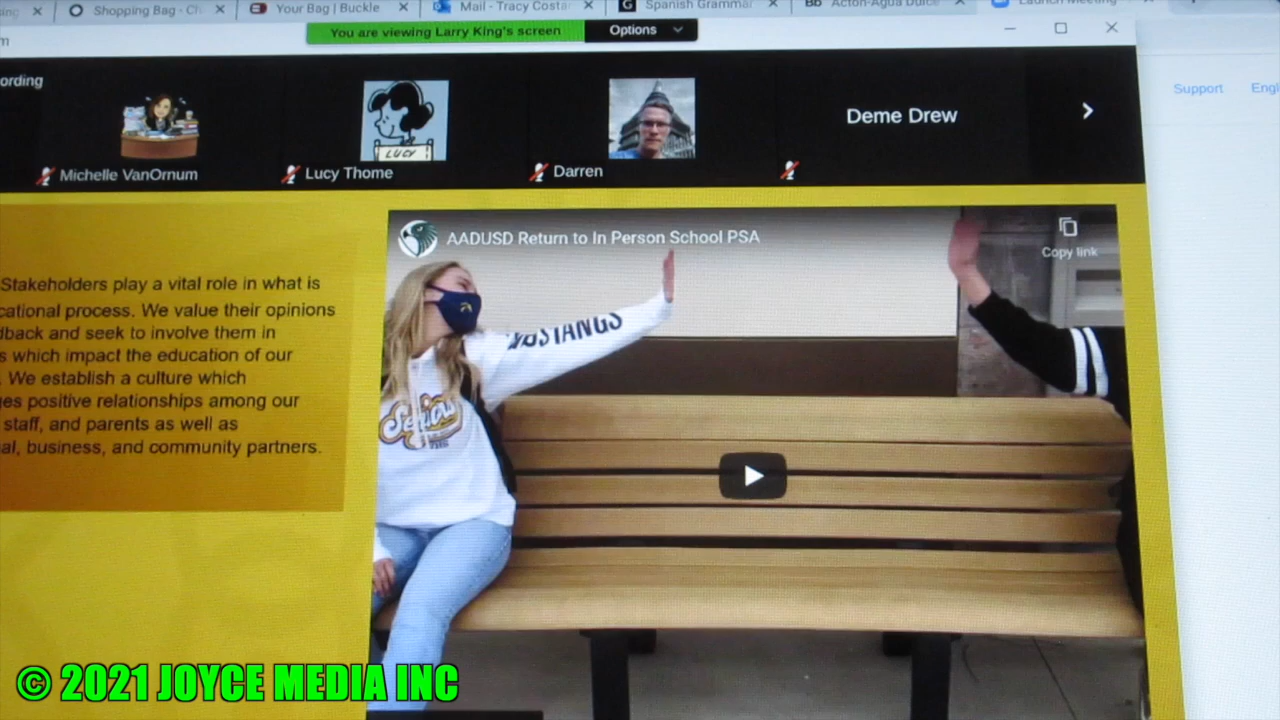 Shopping Bag - Ch
Your Bag | Buckle
Mail - Tracy Costa
G Spanish Grammar
Bb Acton-Agua Dulce
Launch Meeting
m
You are viewing Larry King's screen
Options
ording
Support
Engl
Deme Drew
LUCY
Michelle VanOrnum
Lucy Thome
Darren
AADUSD Return to In Person School PSA
Copy link
Stakeholders play a vital role in what is
cational process. We value their opinions
dback and seek to involve them in
s which impact the education of our
. We establish a culture which
ges positive relationships among our
staff, and parents as well as
al, business, and community partners.
MUSTANGS
Seniors
© 2021 JOYCE MEDIA INC